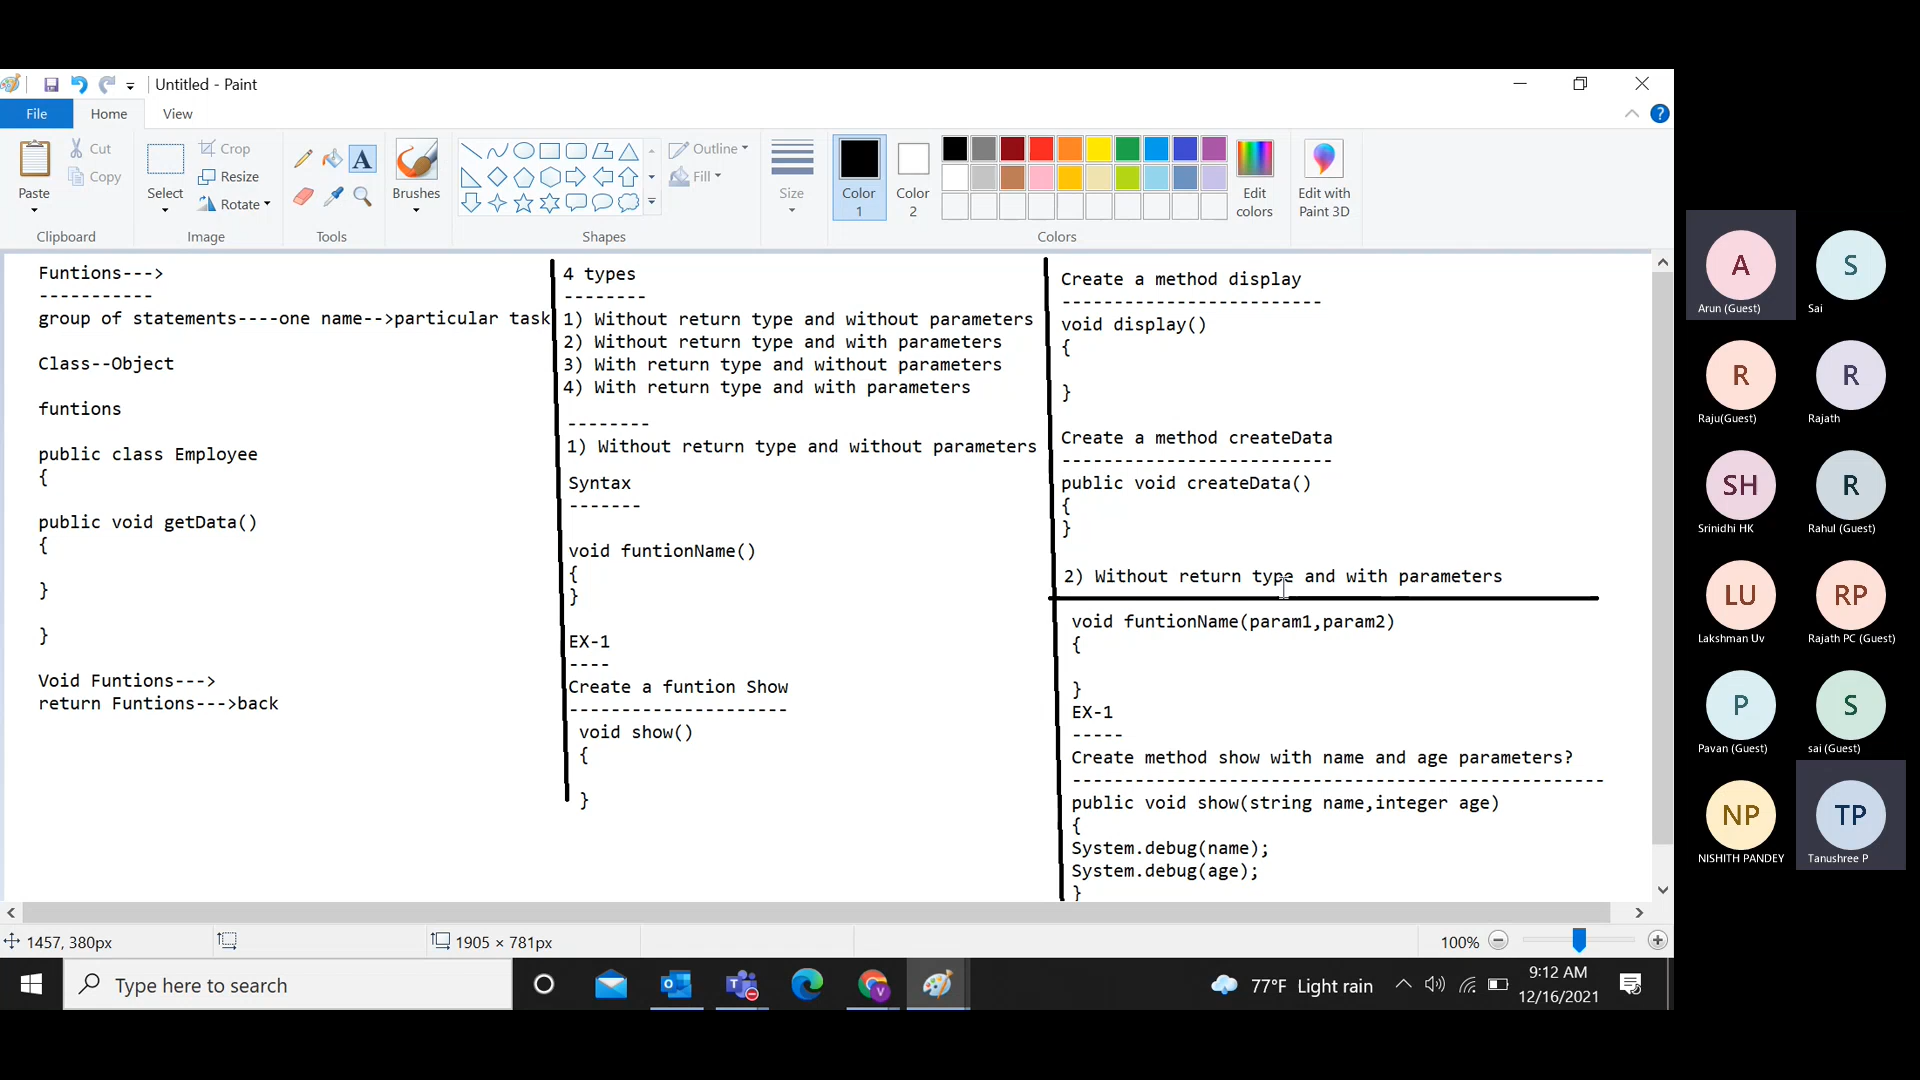 Untitled - Paint
File
Home
View
Paste
Cut
Copy
Clipboard
Select
Crop
Resize
Rotate
Image
Tools
Brushes
Shapes
Outline
Fill
Size
Color
1
Color
2
Colors
Edit
colors
Edit with
Paint 3D
Funtions--->
-----------
group of statements----one name-->particular task
Class--Object
funtions
public class Employee
{
public void getData()
{
}
}
Void Funtions--->
return Funtions--->back
4 types
--------
1) Without return type and without parameters
2) Without return type and with parameters
3) With return type and without parameters
4) With return type and with parameters
--------
1) Without return type and without parameters
Syntax
-------
void funtionName()
{
}
EX-1
----
Create a funtion Show
---------------------
void show()
{
}
Create a method display
-------------------------
void display()
{
}
Create a method createData
--------------------------
public void createData()
{
}
2) Without return type and with parameters
void funtionName(param1,param2)
{
}
EX-1
-----
Create method show with name and age parameters?
---------------------------------------------------
public void show(string name,integer age)
{
System.debug(name);
System.debug(age);
}
1457, 380px
1905 × 781px
100%
Type here to search
77°F Light rain
9:12 AM
12/16/2021
A
Arun (Guest)
S
Sai
R
Raju(Guest)
R
Rajath
SH
Srinidhi HK
R
Rahul (Guest)
LU
Lakshman Uv
RP
Rajath PC (Guest)
P
Pavan (Guest)
S
sai (Guest)
NP
NISHITH PANDEY
TP
Tanushree P